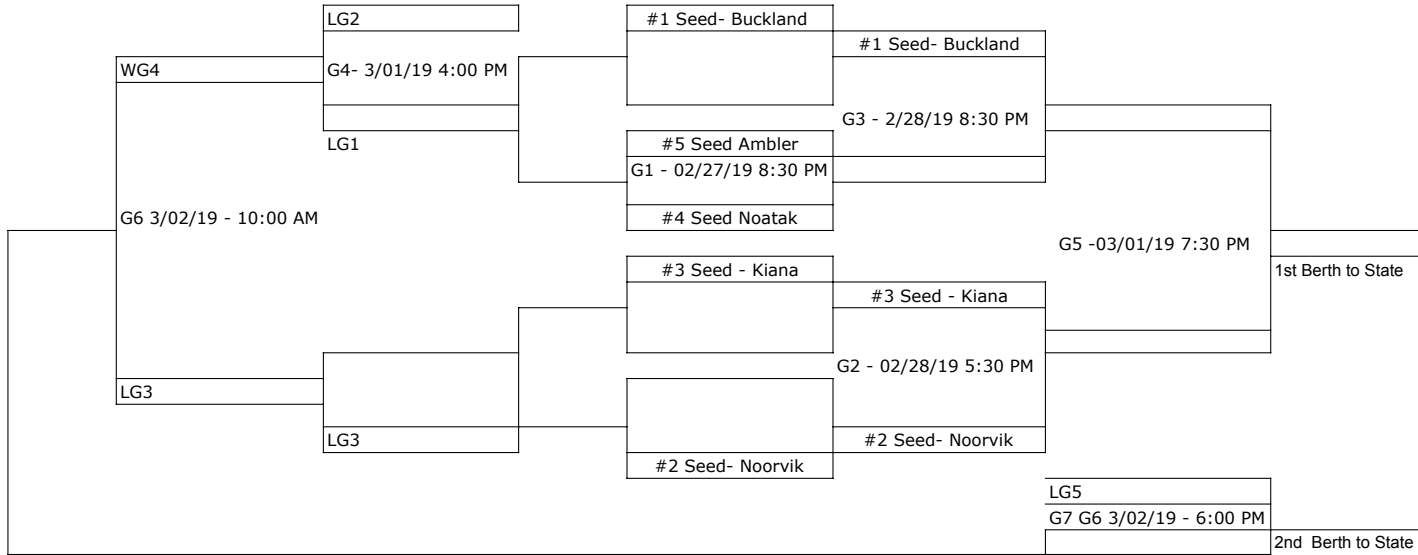 LG2
#1 Seed- Buckland
#1 Seed- Buckland
WG4
G4- 3/01/19 4:00 PM
G3 - 2/28/19 8:30 PM
LG1
#5 Seed Ambler
G1 - 02/27/19 8:30 PM
G6 3/02/19 - 10:00 AM
#4 Seed Noatak
G5 -03/01/19 7:30 PM
#3 Seed - Kiana
1st Berth to State
#3 Seed - Kiana
G2 - 02/28/19 5:30 PM
LG3
LG3
#2 Seed- Noorvik
#2 Seed- Noorvik
LG5
G7 G6 3/02/19 - 6:00 PM
2nd Berth to State